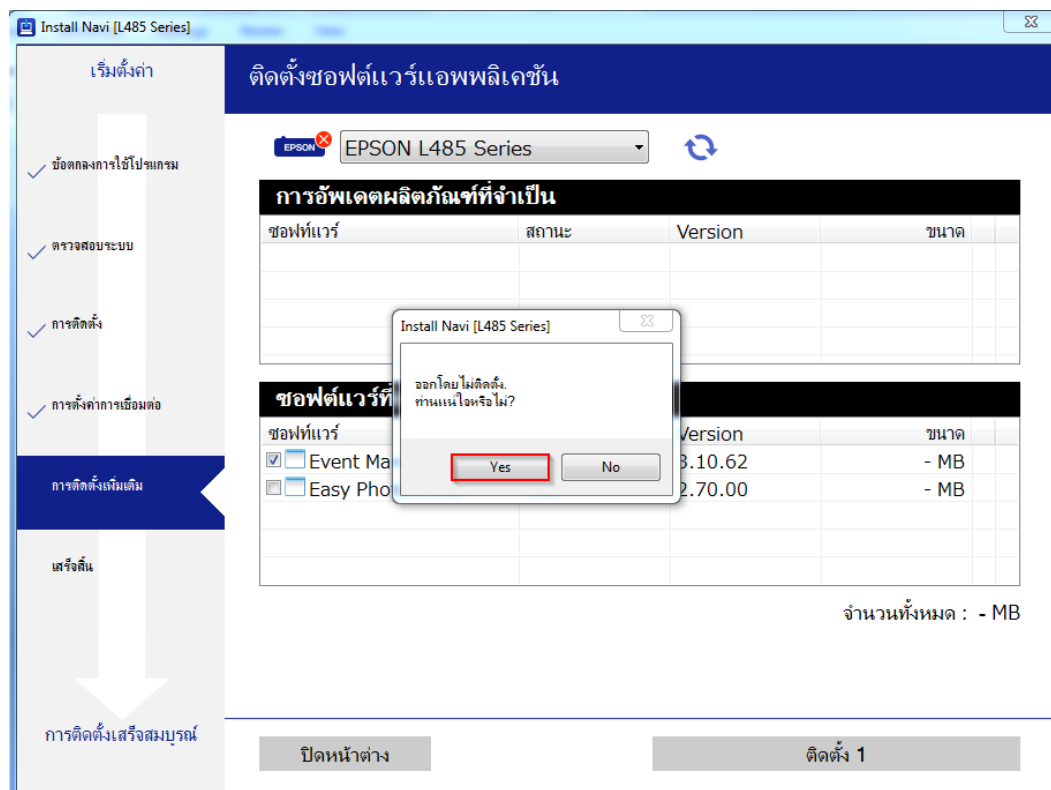 Install Navi [L485 Series]
View
เริ่มตั้งค่า
ข้อตกลงการใช้โปรแกรม
ตรวจสอบระบบ
การติดตั้ง
การตั้งค่าการเชื่อมต่อ
การติดตั้งเพิ่มเติม
เสร็จสิ้น
การติดตั้งเสร็จสมบูรณ์
ติดตั้งซอฟต์แวร์แอพพลิเคชัน
EPSON
EPSON L485 Series
การอัพเดตผลิตภัณฑ์ที่จำเป็น
ซอฟท์แวร์ สถานะ Version ขนาด
Install Navi [L485 Series]
ออกโดยไม่ติดตั้ง.
ท่านแน่ใจหรือไม่?
Yes No
ซอฟต์แวร์ที่
ซอฟท์แวร์ Version ขนาด
Event Ma 3.10.62 - MB
Easy Pho 2.70.00 - MB
จำนวนทั้งหมด : - MB
ปิดหน้าต่าง ติดตั้ง 1